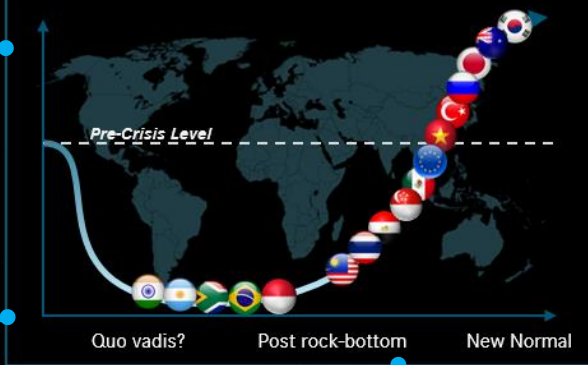 Pre-Crisis Level
Quo vadis?
Post rock-bottom
New Normal